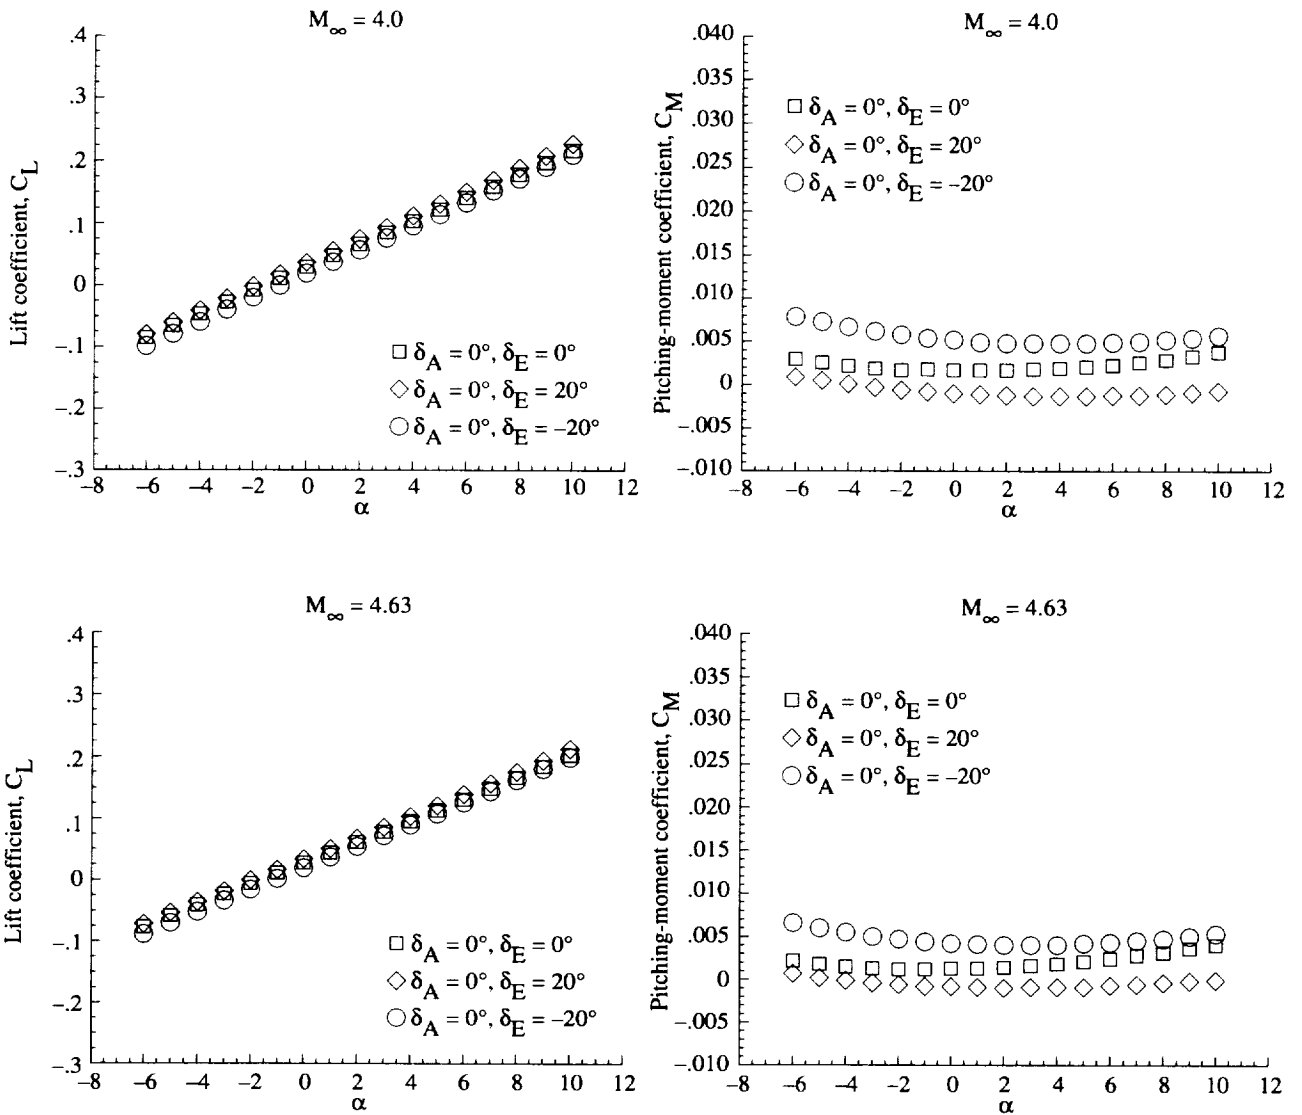 M∞ = 4.0
.4
.3
.2
.1
0
–.1
–.2
–.3
Lift coefficient, CL
δA = 0°, δE = 0°
δA = 0°, δE = 20°
δA = 0°, δE = –20°
–8 –6 –4 –2 0 2 4 6 8 10 12
α
M∞ = 4.0
.040
.035
.030
.025
.020
.015
.010
.005
0
–.005
–.010
Pitching-moment coefficient, CM
δA = 0°, δE = 0°
δA = 0°, δE = 20°
δA = 0°, δE = –20°
–8 –6 –4 –2 0 2 4 6 8 10 12
α
M∞ = 4.63
.4
.3
.2
.1
0
–.1
–.2
–.3
Lift coefficient, CL
δA = 0°, δE = 0°
δA = 0°, δE = 20°
δA = 0°, δE = –20°
–8 –6 –4 –2 0 2 4 6 8 10 12
α
M∞ = 4.63
.040
.035
.030
.025
.020
.015
.010
.005
0
–.005
–.010
Pitching-moment coefficient, CM
δA = 0°, δE = 0°
δA = 0°, δE = 20°
δA = 0°, δE = –20°
–8 –6 –4 –2 0 2 4 6 8 10 12
α